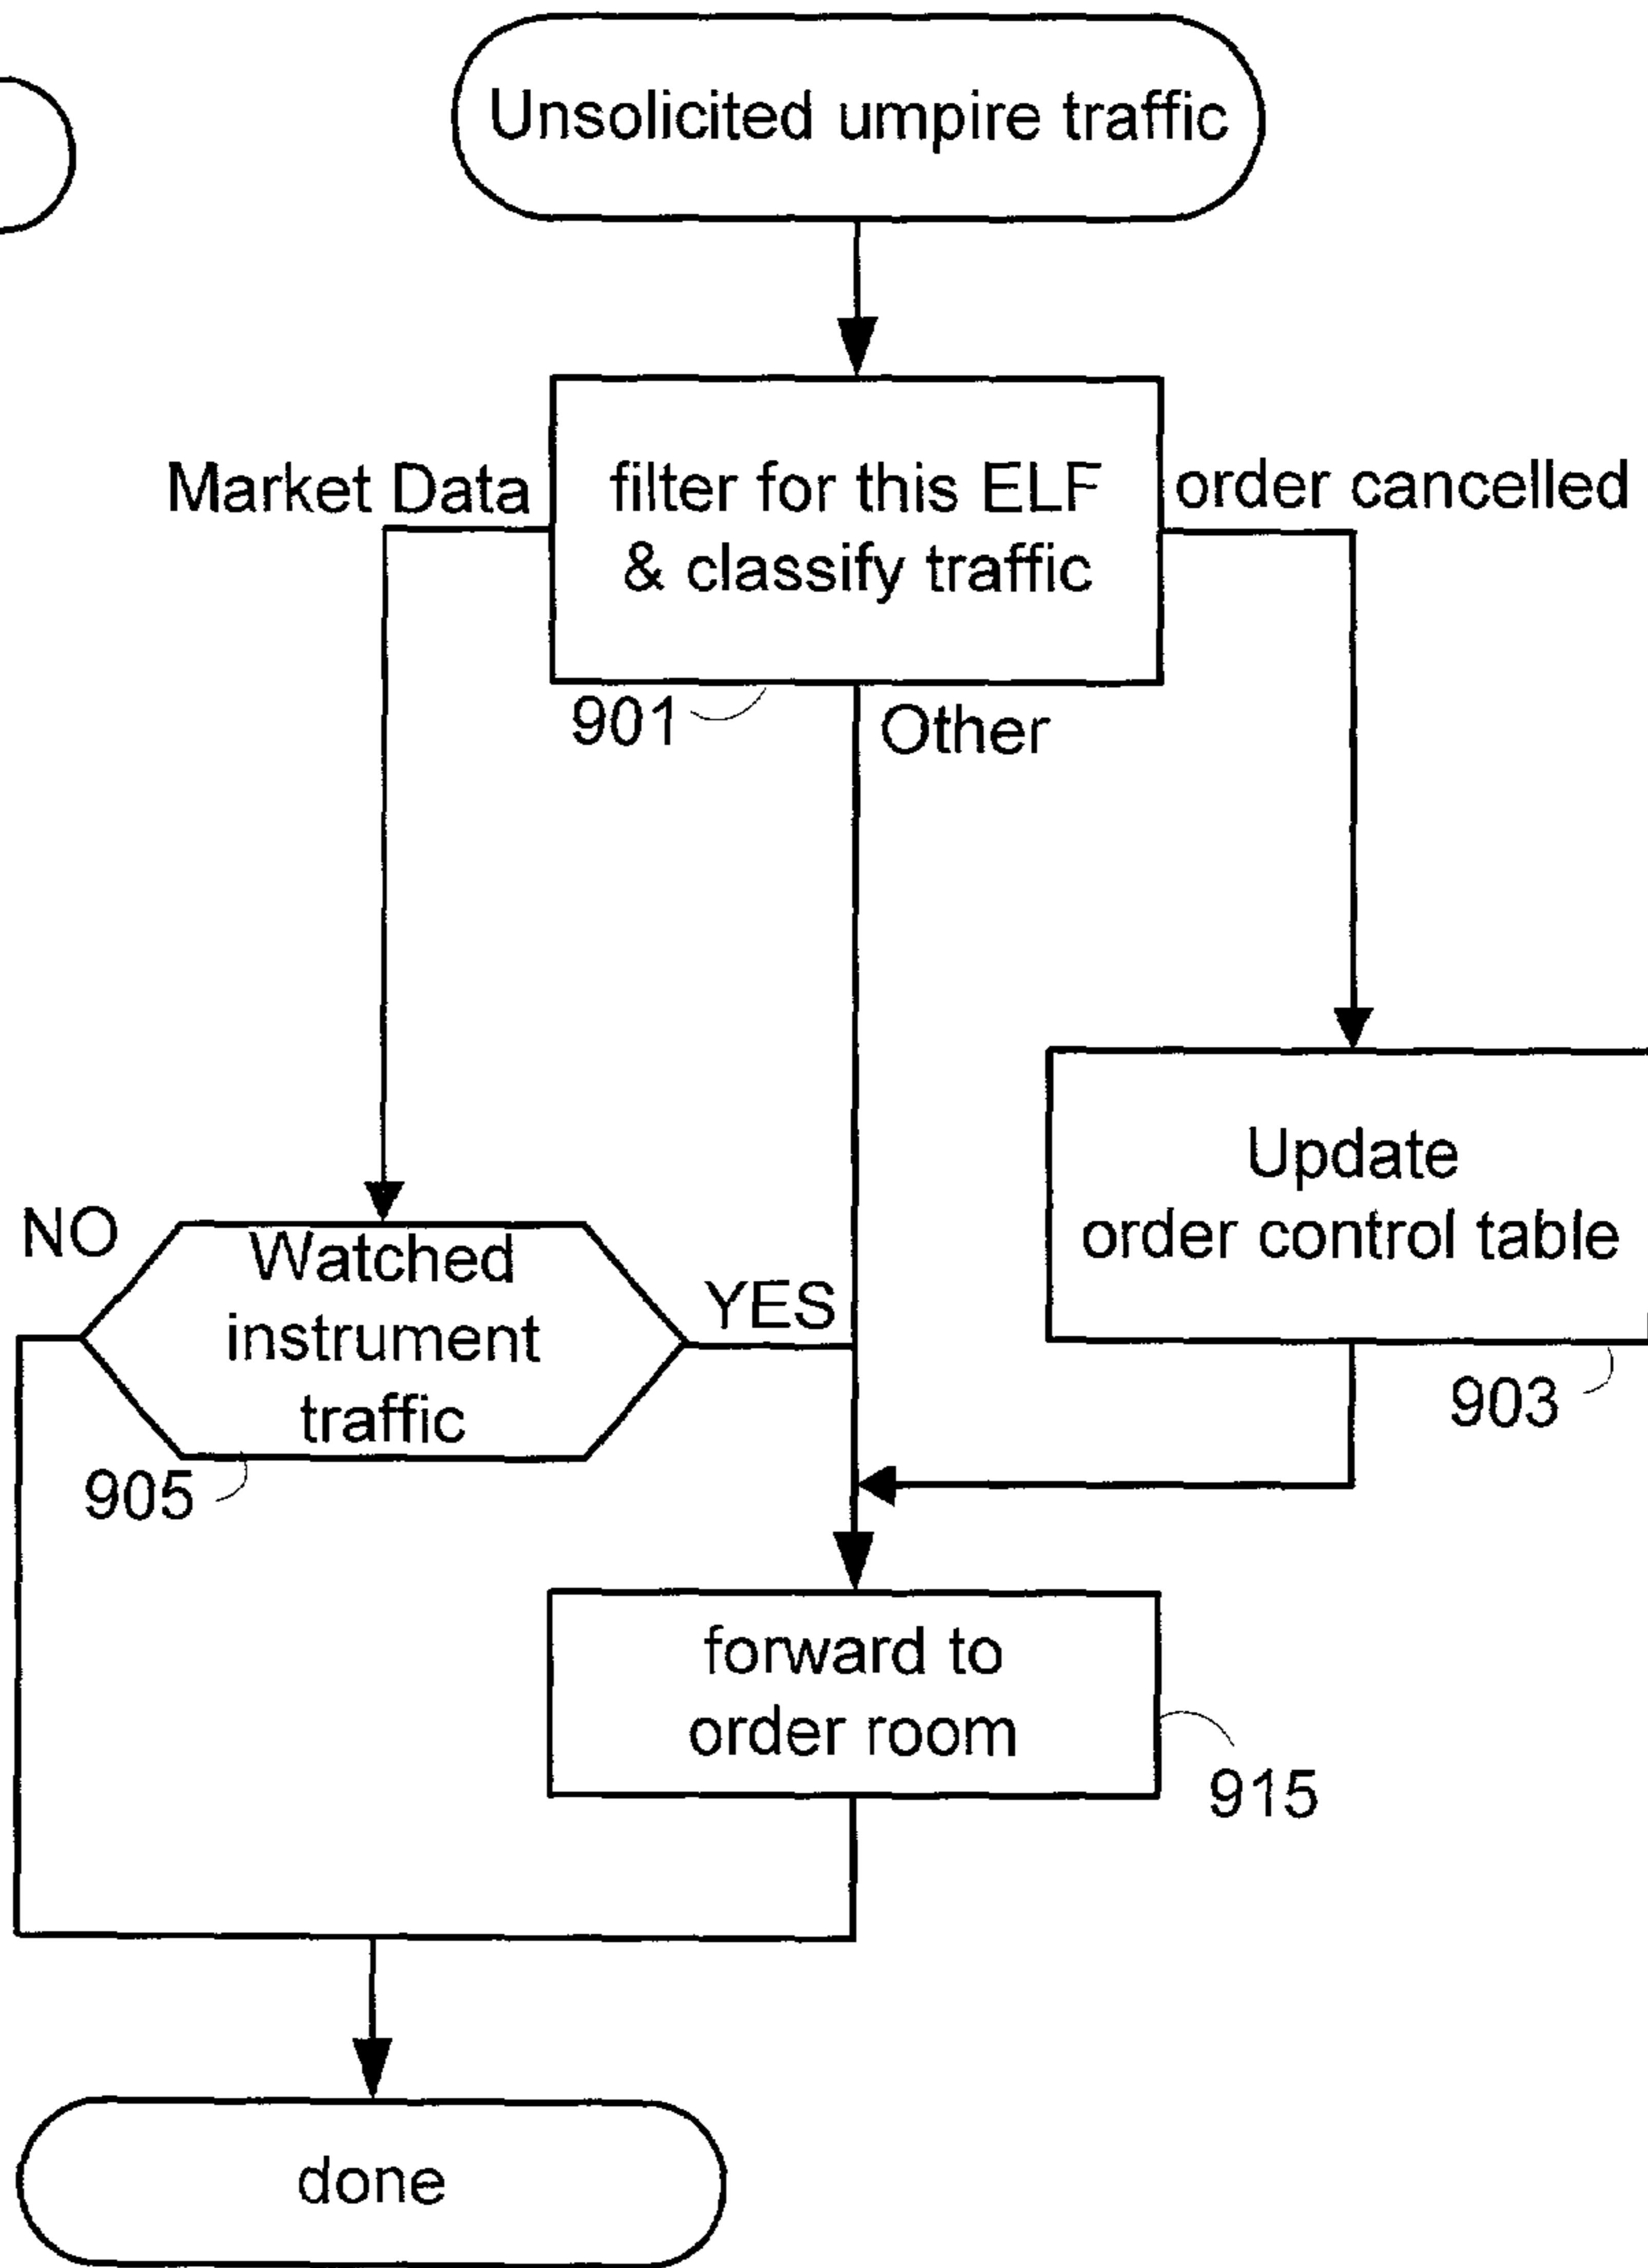 Unsolicited umpire traffic
Market Data
filter for this ELF
& classify traffic
order cancelled
901
Other
Update
order control table
903
NO
Watched
instrument
traffic
YES
905
forward to
order room
915
done